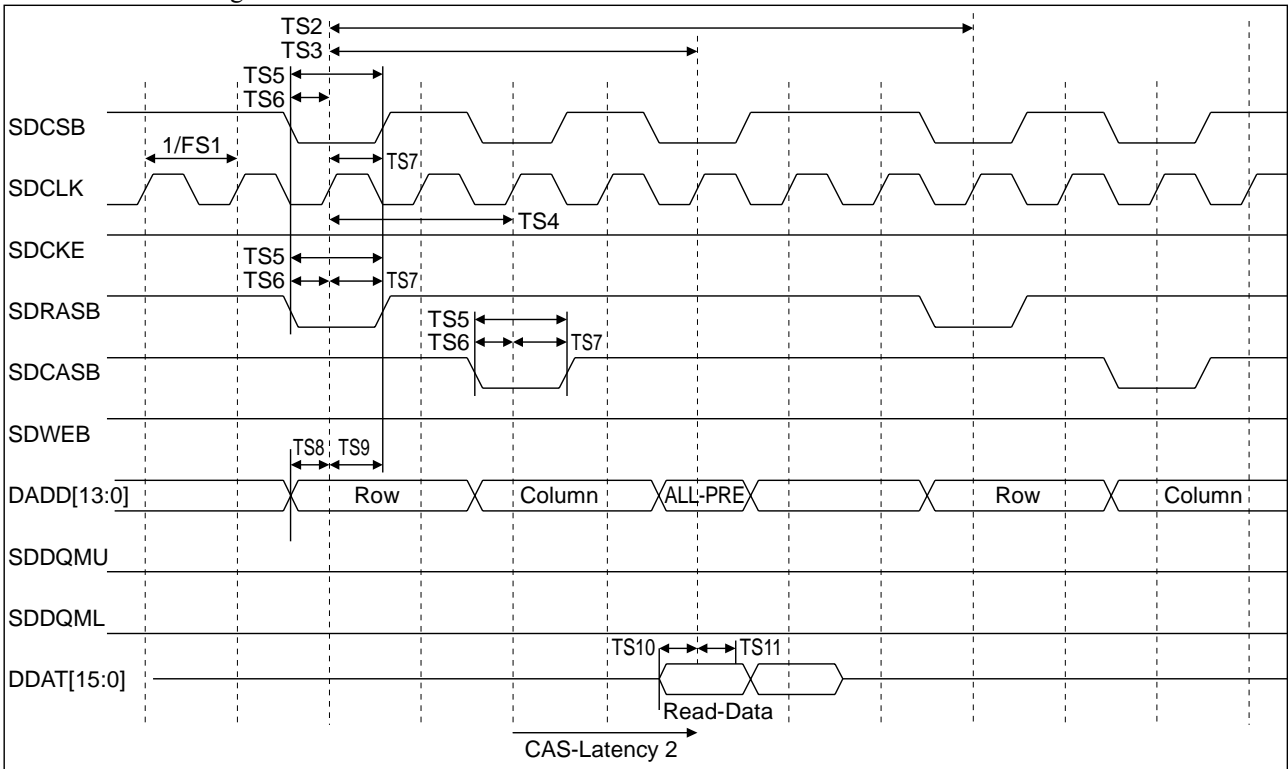 TS2
TS3
TS5
TS6
SDCSB
1/FS1
TS7
SDCLK
TS4
SDCKE
TS5
TS6
TS7
SDRASB
TS5
TS6
TS7
SDCASB
SDWEB
TS8 TS9
DADD[13:0] Row Column ALL-PRE Row Column
SDDQMU
SDDQML
TS10 TS11
DDAT[15:0]
Read-Data
CAS-Latency 2